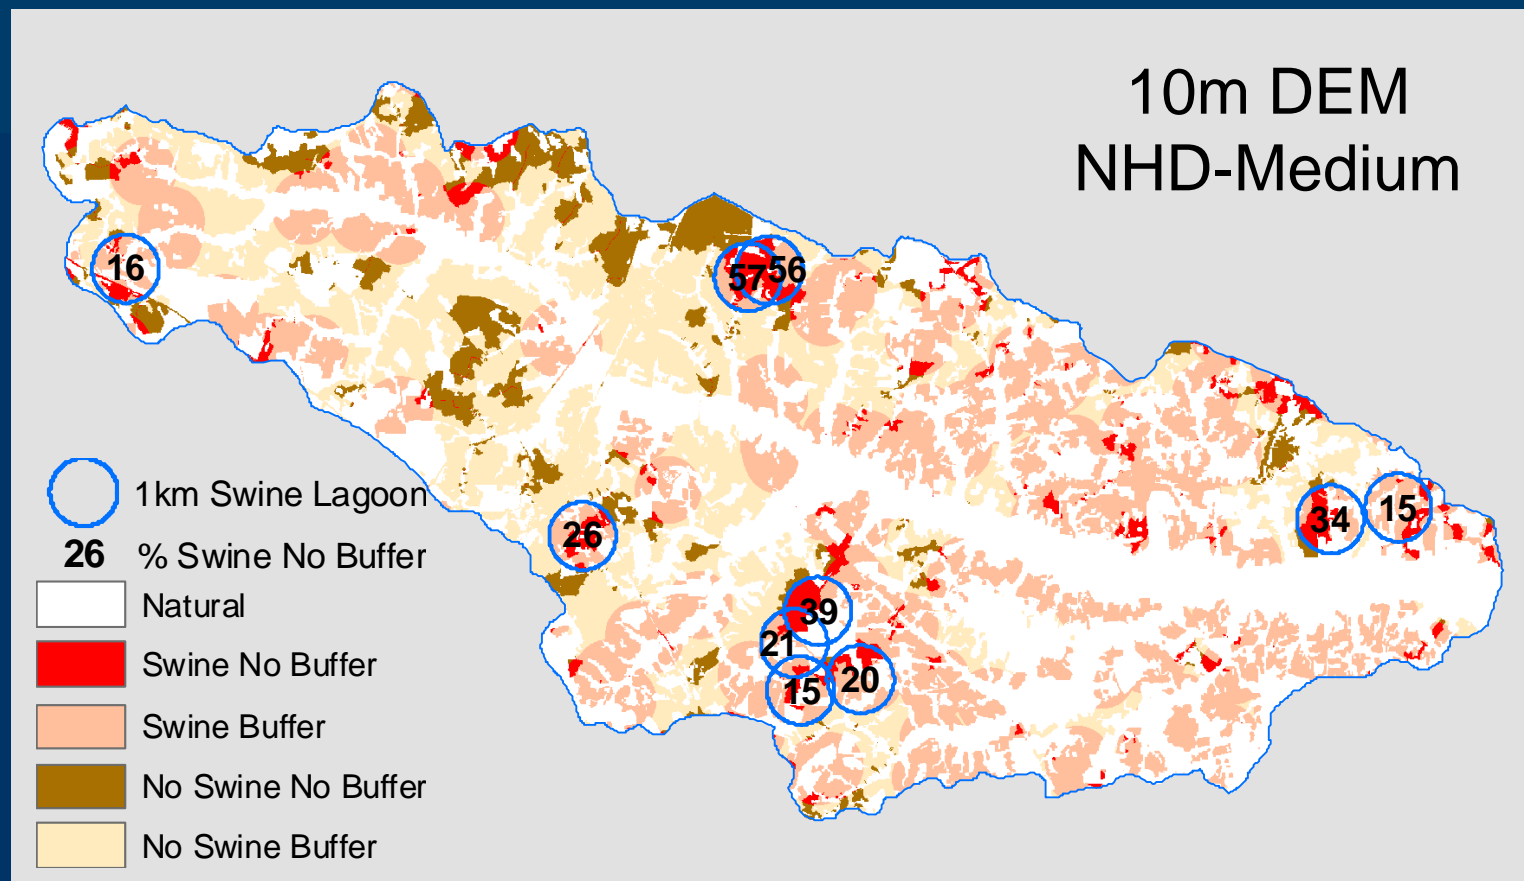 10m DEM
NHD-Medium
16
57
56
26
34
15
39
21
15
20
1km Swine Lagoon
26 % Swine No Buffer
Natural
Swine No Buffer
Swine Buffer
No Swine No Buffer
No Swine Buffer